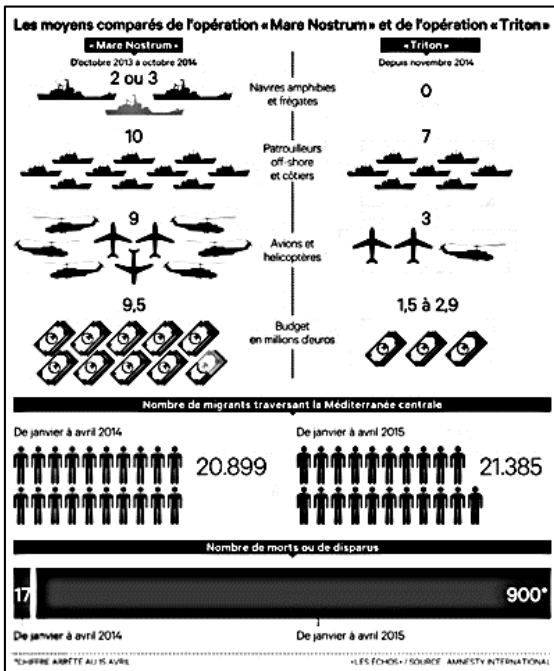 Les moyens comparés de l'opération «Mare Nostrum» et de l'opération «Triton»
«Mare Nostrum»
D'octobre 2013 à octobre 2014
«Triton»
Depuis novembre 2014
2 ou 3
Navires amphibies
et frégates
0
10
Patrouilleurs
off-shore
et côtiers
7
9
Avions et
hélicoptères
3
9,5
Budget
en millions d'euros
1,5 à 2,9
Nombre de migrants traversant la Méditerranée centrale
De janvier à avril 2014
20.899
De janvier à avril 2015
21.385
Nombre de morts ou de disparus
17
900*
De janvier à avril 2014
De janvier à avril 2015
*CHIFFRE ARRÊTÉ AU 15 AVRIL
«LES ÉCHOS» / SOURCE AMNESTY INTERNATIONAL